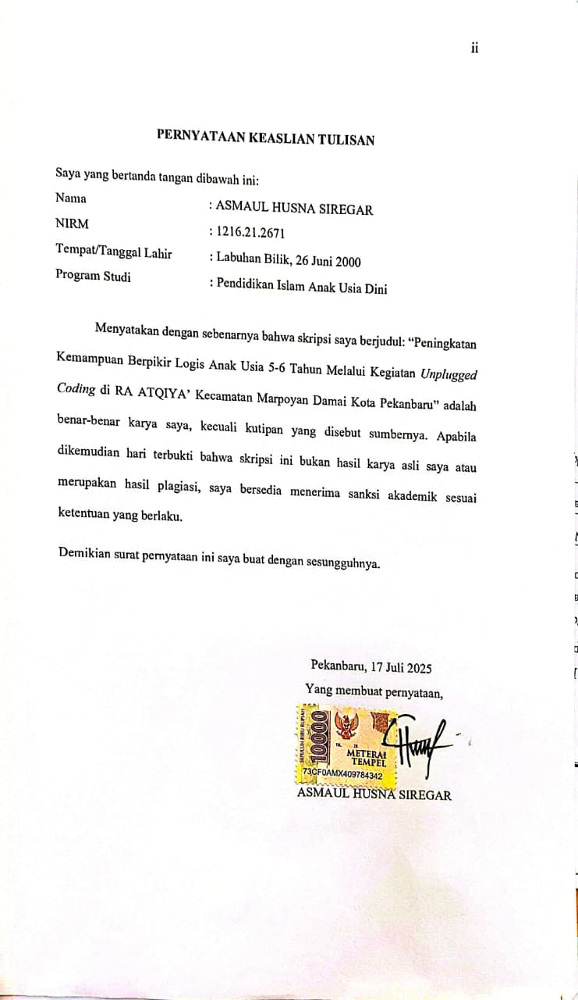 ii
PERNYATAAN KEASLIAN TULISAN
Saya yang bertanda tangan dibawah ini:
Nama : ASMAUL HUSNA SIREGAR
NIRM : 1216.21.2671
Tempat/Tanggal Lahir : Labuhan Bilik, 26 Juni 2000
Program Studi : Pendidikan Islam Anak Usia Dini
Menyatakan dengan sebenarnya bahwa skripsi saya berjudul: “Peningkatan
Kemampuan Berpikir Logis Anak Usia 5-6 Tahun Melalui Kegiatan Unplugged
Coding di RA ATQIYA’ Kecamatan Marpoyan Damai Kota Pekanbaru” adalah
benar-benar karya saya, kecuali kutipan yang disebut sumbernya. Apabila
dikemudian hari terbukti bahwa skripsi ini bukan hasil karya asli saya atau
merupakan hasil plagiasi, saya bersedia menerima sanksi akademik sesuai
ketentuan yang berlaku.
Demikian surat pernyataan ini saya buat dengan sesungguhnya.
Pekanbaru, 17 Juli 2025
Yang membuat pernyataan,
SEPULUH RIBU RUPIAH
10000
METERAI
TEMPEL
73CF0AMX409784342
ASMAUL HUSNA SIREGAR